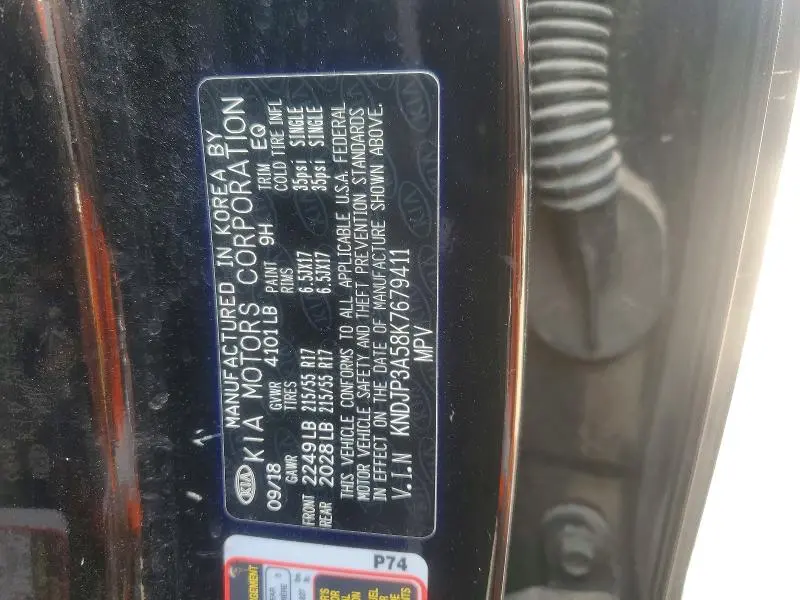 MANUFACTURED IN KOREA BY
KIA KIA MOTORS CORPORATION
09/18 GVWR 4101LB PAINT 9H TRIM EQ
GAWR TIRES RIMS COLD TIRE INFL
FRONT 2249LB 215/55 R17 6.5JX17 35psi SINGLE
REAR 2028LB 215/55 R17 6.5JX17 35psi SINGLE
THIS VEHICLE CONFORMS TO ALL APPLICABLE U.S.A. FEDERAL
MOTOR VEHICLE SAFETY AND THEFT PREVENTION STANDARDS
IN EFFECT ON THE DATE OF MANUFACTURE SHOWN ABOVE.
V.I.N KNDJP3A58K7679411
MPV
P74